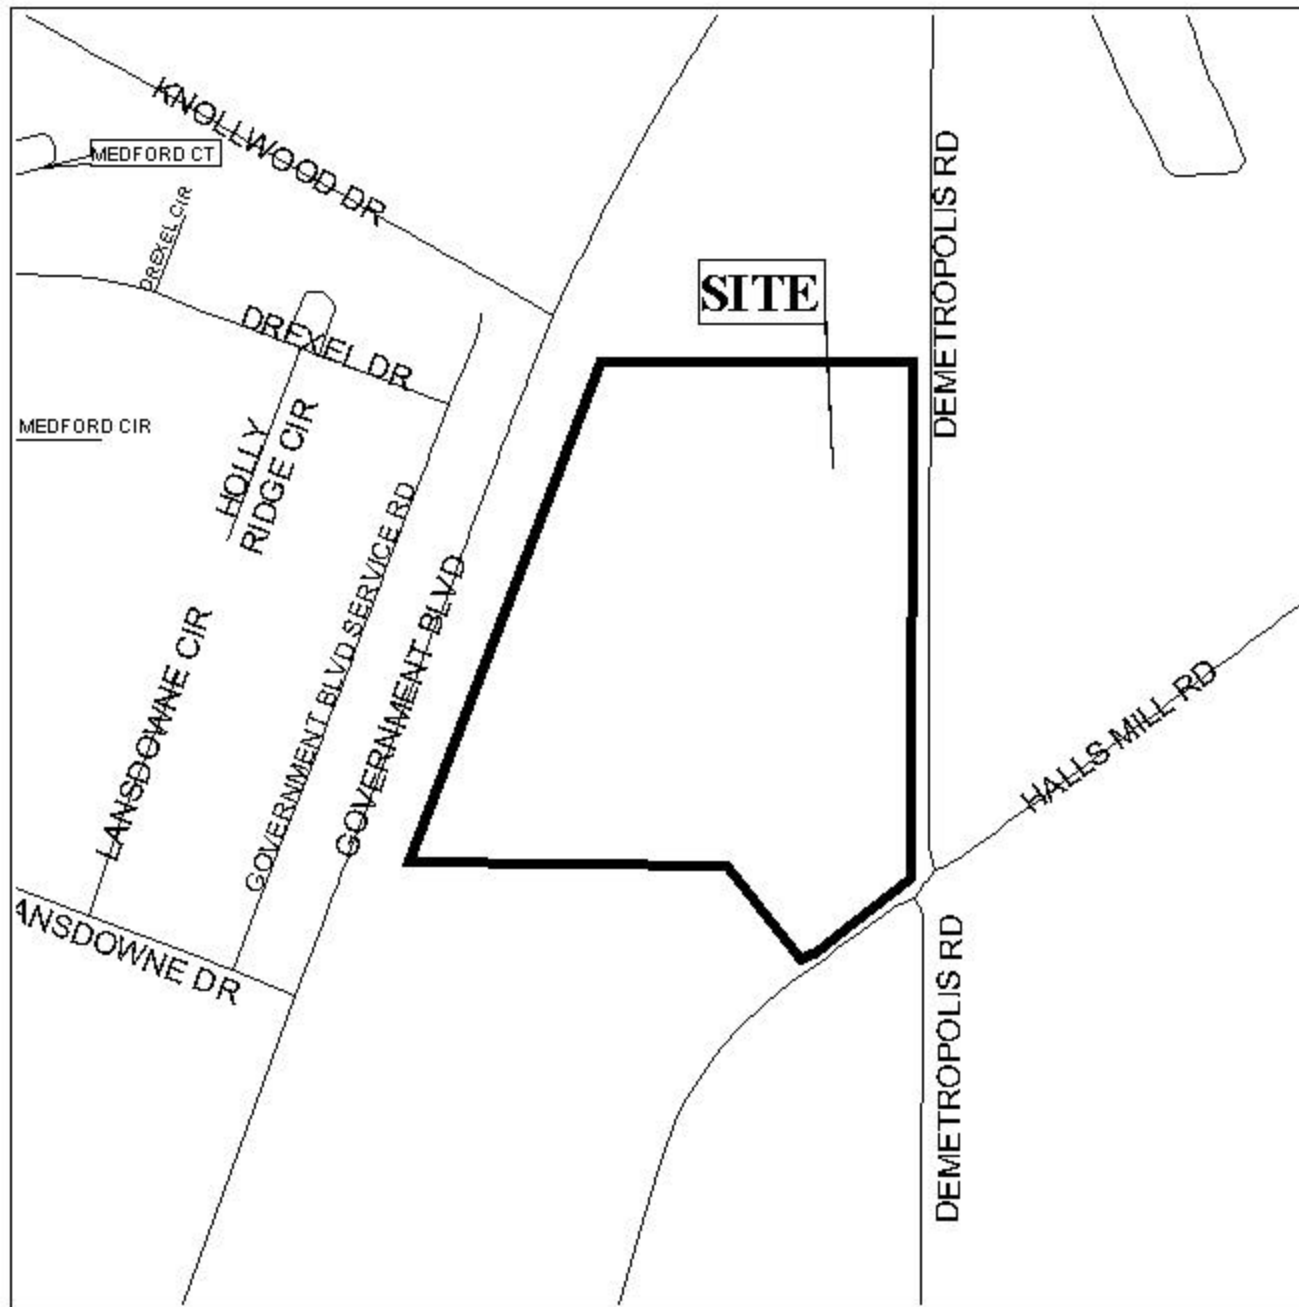 KNOLLWOOD DR
MEDFORD CT
DREXEL CIR
DEMETROPOLIS RD
SITE
DREXEL DR
MEDFORD CIR
HOLLY
RIDGE CIR
GOVERNMENT BLVD SERVICE RD
GOVERNMENT BLVD
LANSDOWNE CIR
HALLS MILL RD
ANSDOWNE DR
DEMETROPOLIS RD